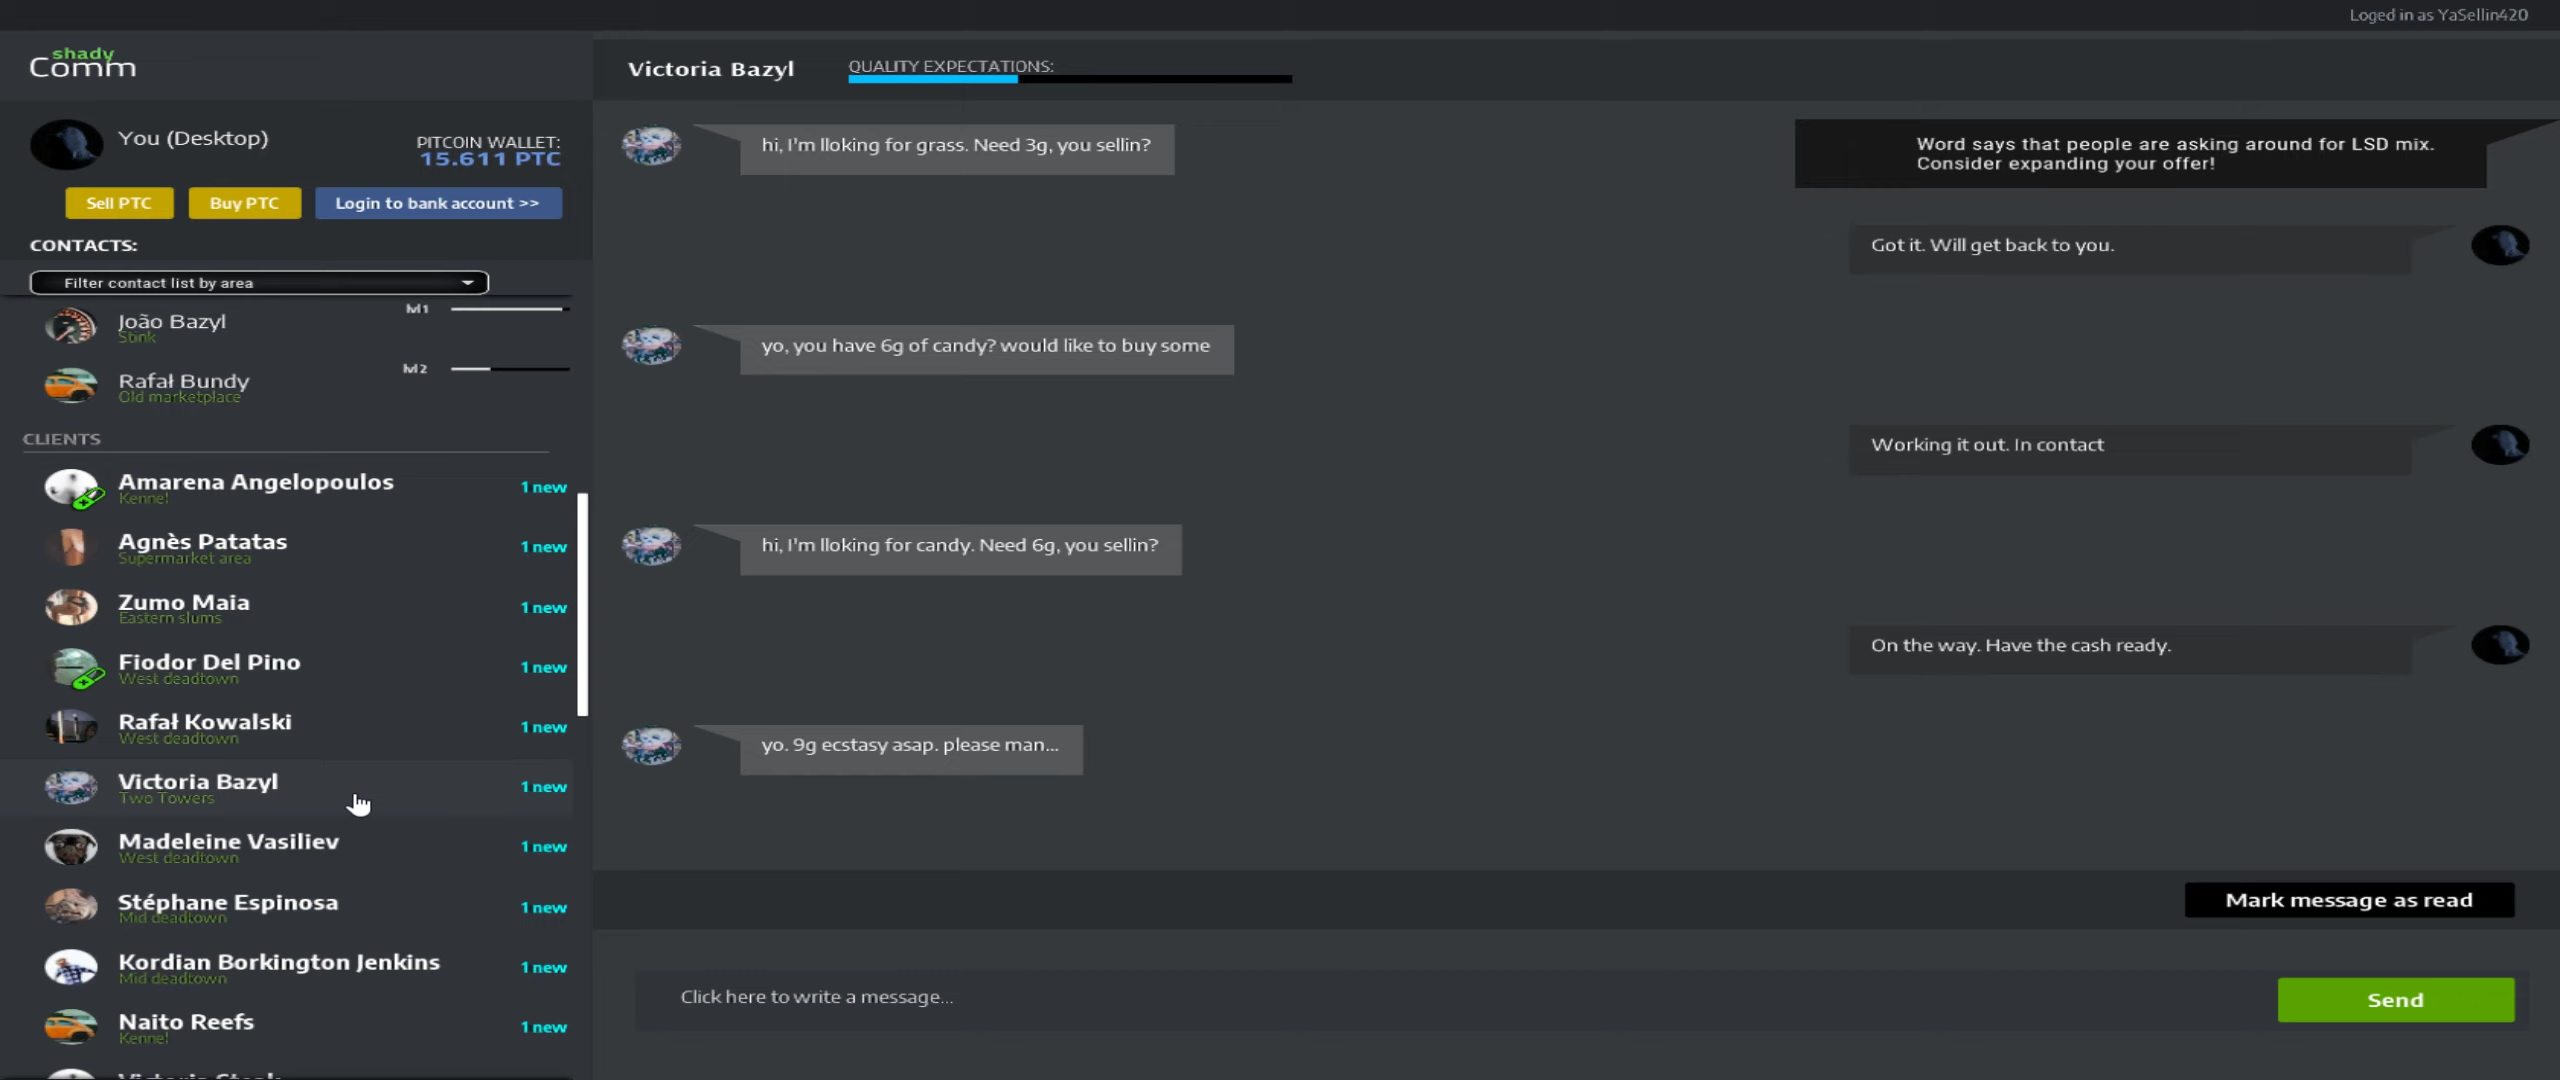 Loged in as YaSellin420
shady
Comm
You (Desktop)
PITCOIN WALLET:
15.611 PTC
Sell PTC
Buy PTC
Login to bank account >>
CONTACTS:
Filter contact list by area
João Bazyl
Stink
lvl1
Rafał Bundy
Old marketplace
lvl2
CLIENTS
Amarena Angelopoulos
Kennel
1 new
Agnès Patatas
Supermarket area
1 new
Zumo Maia
Eastern slums
1 new
Fiodor Del Pino
West deadtown
1 new
Rafał Kowalski
West deadtown
1 new
Victoria Bazyl
Two Towers
1 new
Madeleine Vasiliev
West deadtown
1 new
Stéphane Espinosa
Mid deadtown
1 new
Kordian Borkington Jenkins
Mid deadtown
1 new
Naito Reefs
Kennel
1 new
Victoria Bazyl
QUALITY EXPECTATIONS:
hi, I'm lloking for grass. Need 3g, you sellin?
Word says that people are asking around for LSD mix.
Consider expanding your offer!
Got it. Will get back to you.
yo, you have 6g of candy? would like to buy some
Working it out. In contact
hi, I'm lloking for candy. Need 6g, you sellin?
On the way. Have the cash ready.
yo. 9g ecstasy asap. please man...
Mark message as read
Click here to write a message...
Send